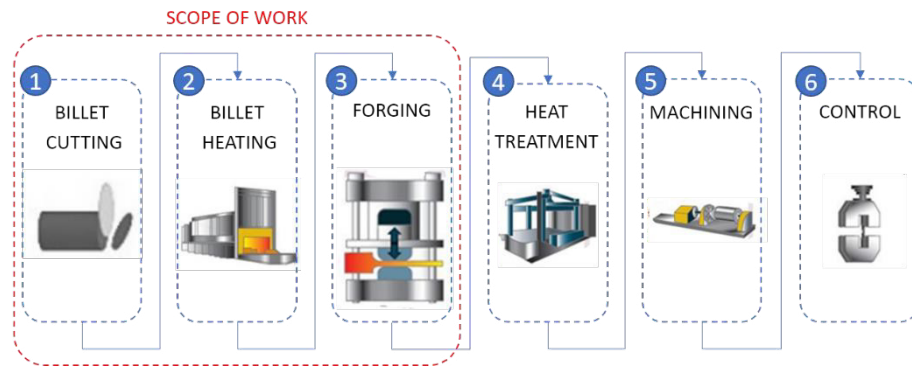 SCOPE OF WORK
1
BILLET
CUTTING
2
BILLET
HEATING
3
FORGING
4
HEAT
TREATMENT
5
MACHINING
6
CONTROL